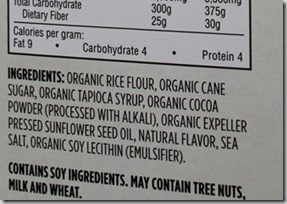 Total Carbohydrate 300g 375g
Dietary Fiber 25g 30g
Calories per gram:
Fat 9 • Carbohydrate 4 • Protein 4
INGREDIENTS: ORGANIC RICE FLOUR, ORGANIC CANE
SUGAR, ORGANIC TAPIOCA SYRUP, ORGANIC COCOA
POWDER (PROCESSED WITH ALKALI), ORGANIC EXPELLER
PRESSED SUNFLOWER SEED OIL, NATURAL FLAVOR, SEA
SALT, ORGANIC SOY LECITHIN (EMULSIFIER).
CONTAINS SOY INGREDIENTS. MAY CONTAIN TREE NUTS,
MILK AND WHEAT.